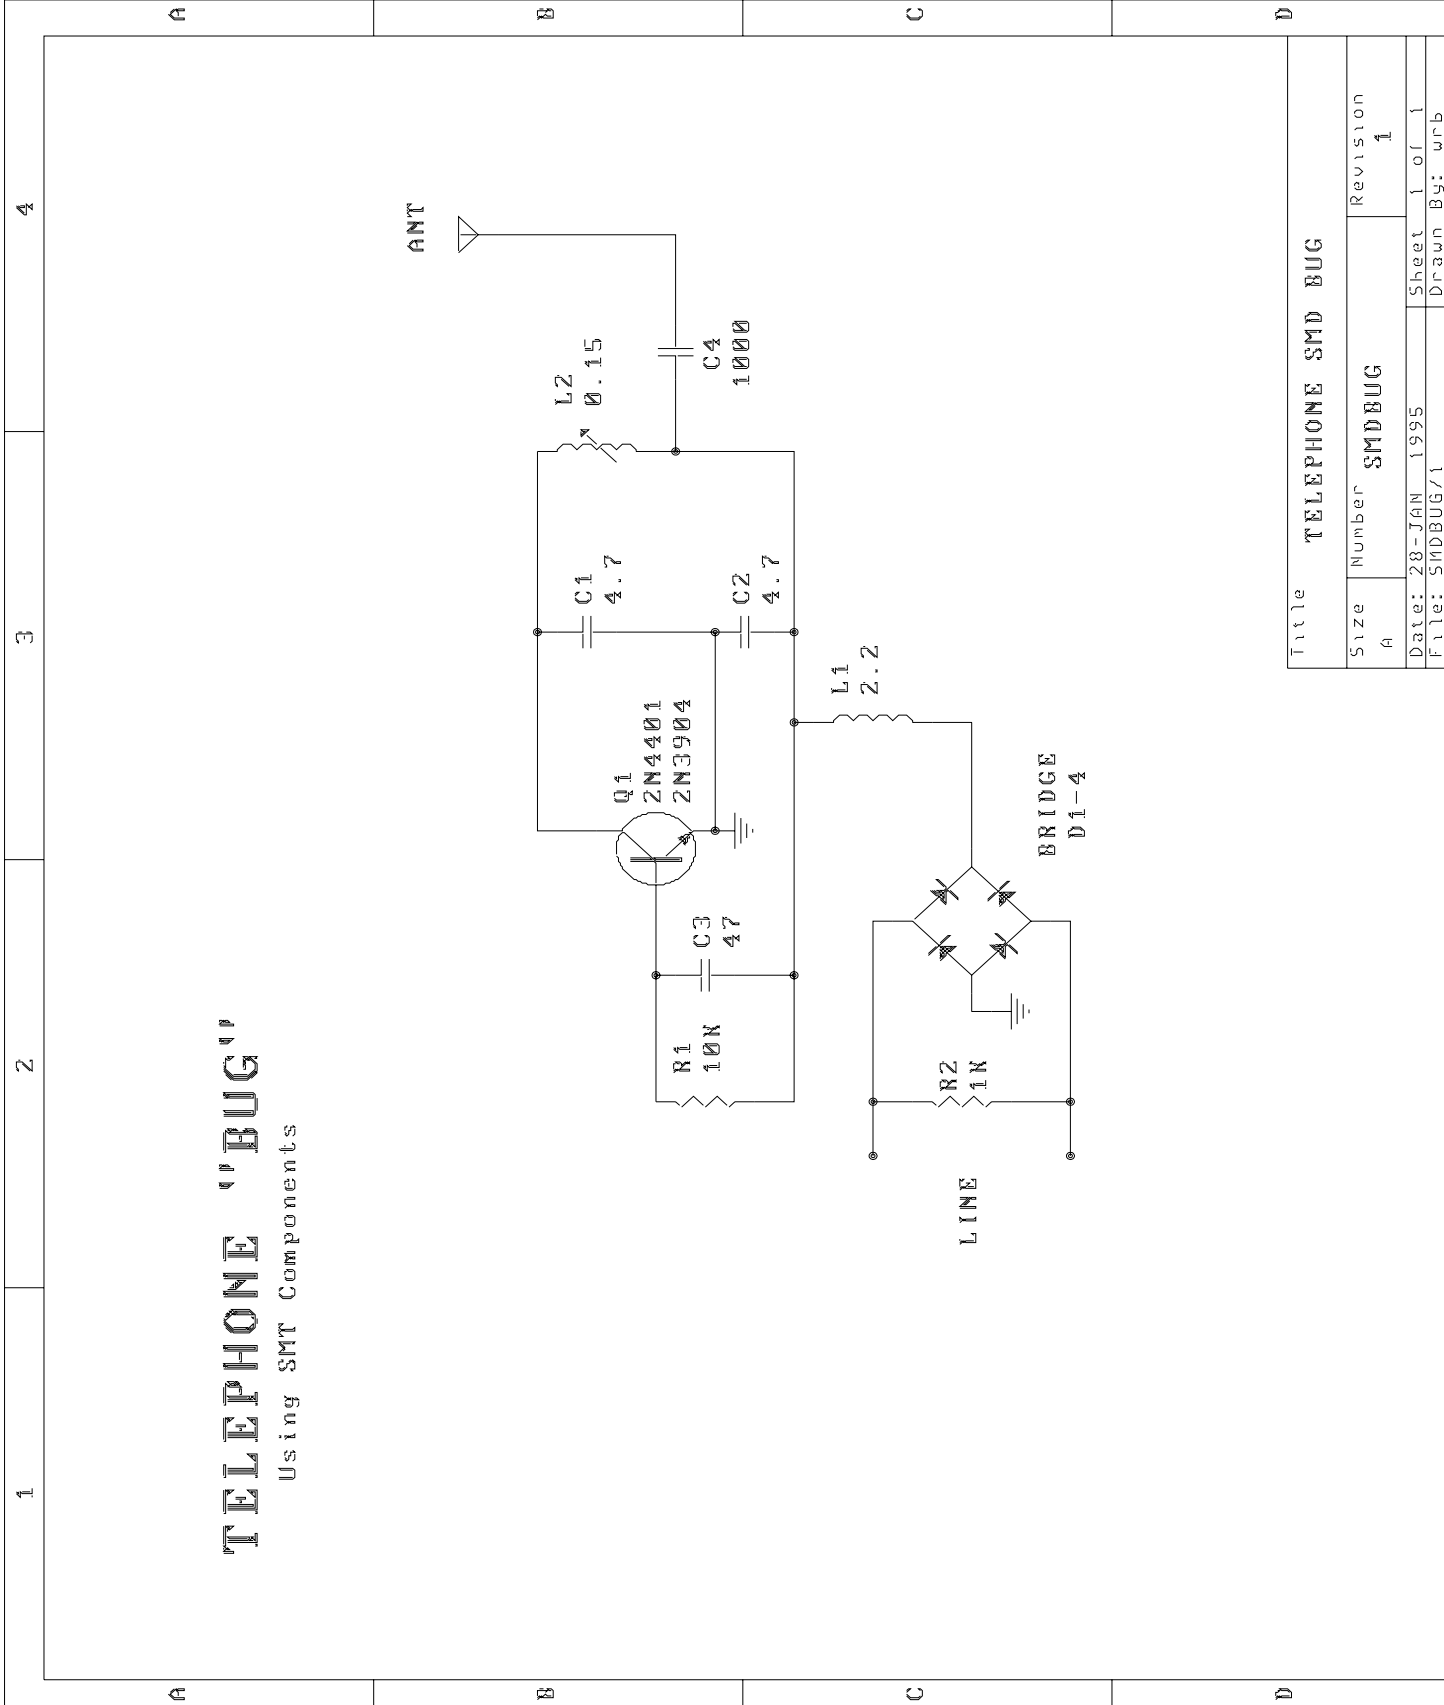 1
2
3
4
A
B
C
D
A
B
C
D
TELEPHONE "BUG"
Using SMT Components
ANT
L2
0.15
C4
1000
C1
4.7
C2
4.7
Q1
2N4401
2N3904
C3
47
R1
10K
L1
2.2
BRIDGE
D1-4
R2
1K
LINE
Title
TELEPHONE SMD BUG
Size
A
Number
SMDBUG
Revision
1
Date: 28-JAN 1995
Sheet 1 of 1
File: SMDBUG/1
Drawn By: wrb